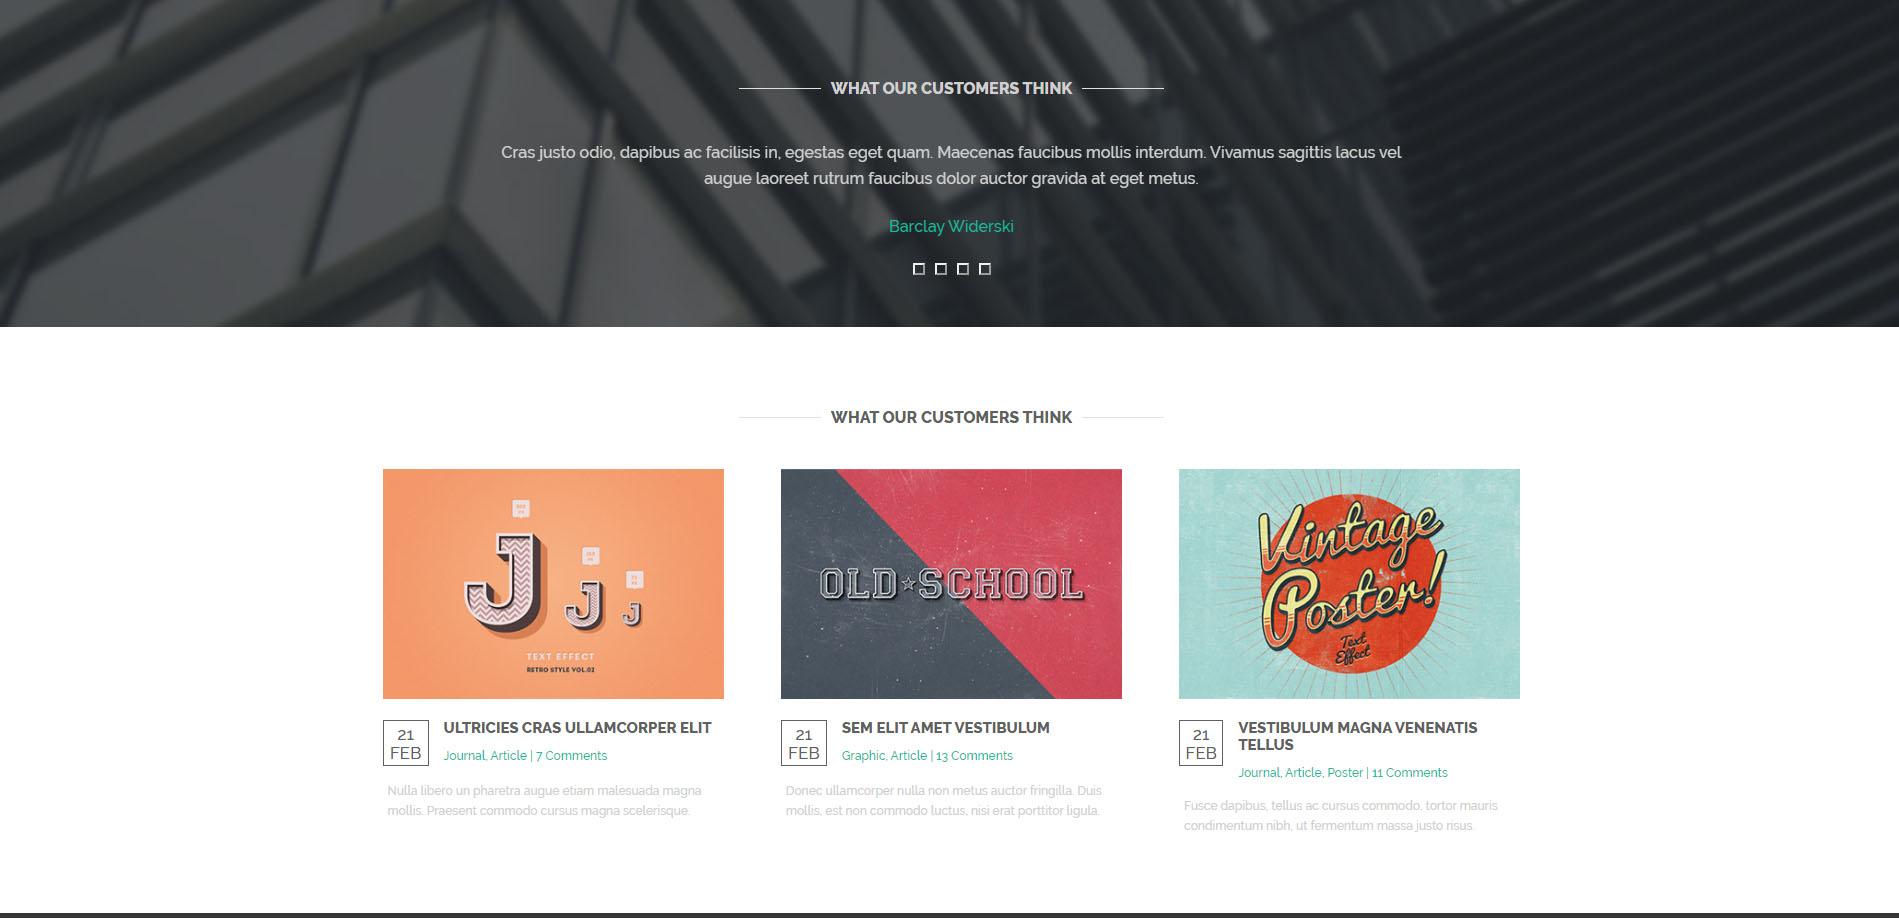 WHAT OUR CUSTOMERS THINK
Cras justo odio, dapibus ac facilisis in, egestas eget quam. Maecenas faucibus mollis interdum. Vivamus sagittis lacus vel
augue laoreet rutrum faucibus dolor auctor gravida at eget metus.
Barclay Widerski
WHAT OUR CUSTOMERS THINK
TEXT EFFECT
RETRO STYLE VOL.02
OLD SCHOOL
Vintage
Poster!
Text
Effect
21
FEB
ULTRICIES CRAS ULLAMCORPER ELIT
Journal, Article | 7 Comments
Nulla libero un pharetra augue etiam malesuada magna
mollis. Praesent commodo cursus magna scelerisque.
21
FEB
SEM ELIT AMET VESTIBULUM
Graphic, Article | 13 Comments
Donec ullamcorper nulla non metus auctor fringilla. Duis
mollis, est non commodo luctus, nisi erat porttitor ligula.
21
FEB
VESTIBULUM MAGNA VENENATIS
TELLUS
Journal, Article, Poster | 11 Comments
Fusce dapibus, tellus ac cursus commodo, tortor mauris
condimentum nibh, ut fermentum massa justo risus.